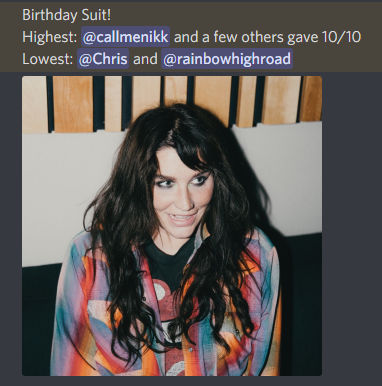 Birthday Suit!
Highest: @callmenikk and a few others gave 10/10
Lowest: @Chris and @rainbowhighroad